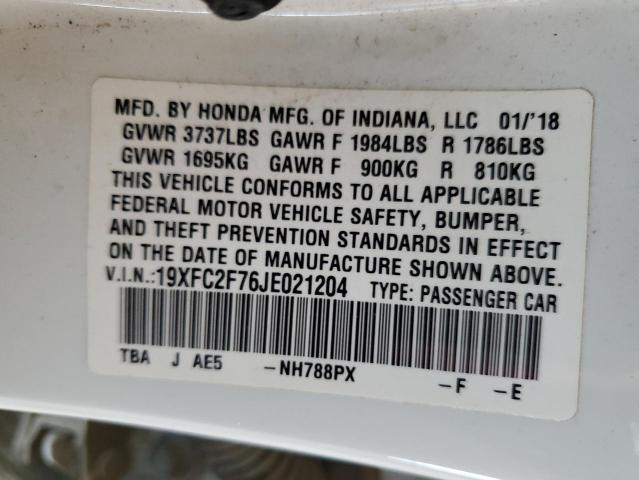 MFD. BY HONDA MFG. OF INDIANA, LLC 01/'18
GVWR 3737LBS GAWR F 1984LBS R 1786LBS
GVWR 1695KG GAWR F 900KG R 810KG
THIS VEHICLE CONFORMS TO ALL APPLICABLE
FEDERAL MOTOR VEHICLE SAFETY, BUMPER,
AND THEFT PREVENTION STANDARDS IN EFFECT
ON THE DATE OF MANUFACTURE SHOWN ABOVE.
V.I.N.:19XFC2F76JE021204 TYPE: PASSENGER CAR
TBA J AE5 -NH788PX -F -E